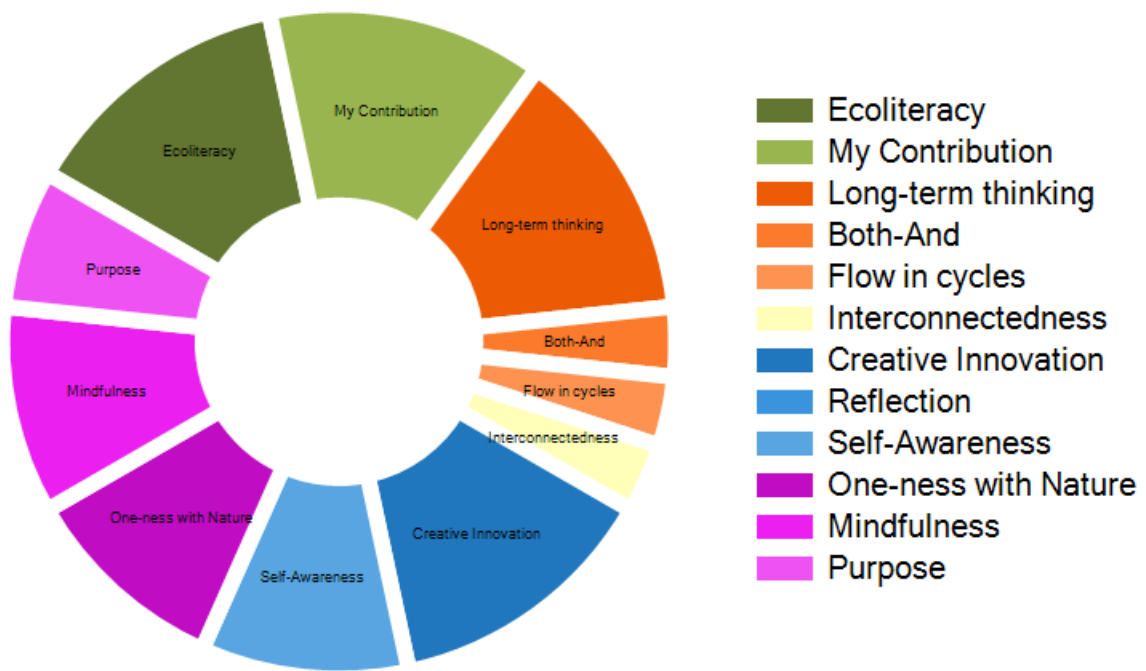 My Contribution
Ecoliteracy
Long-term thinking
Purpose
Both-And
Mindfulness
Flow in cycles
Interconnectedness
One-ness with Nature
Creative Innovation
Self-Awareness
Ecoliteracy
My Contribution
Long-term thinking
Both-And
Flow in cycles
Interconnectedness
Creative Innovation
Reflection
Self-Awareness
One-ness with Nature
Mindfulness
Purpose